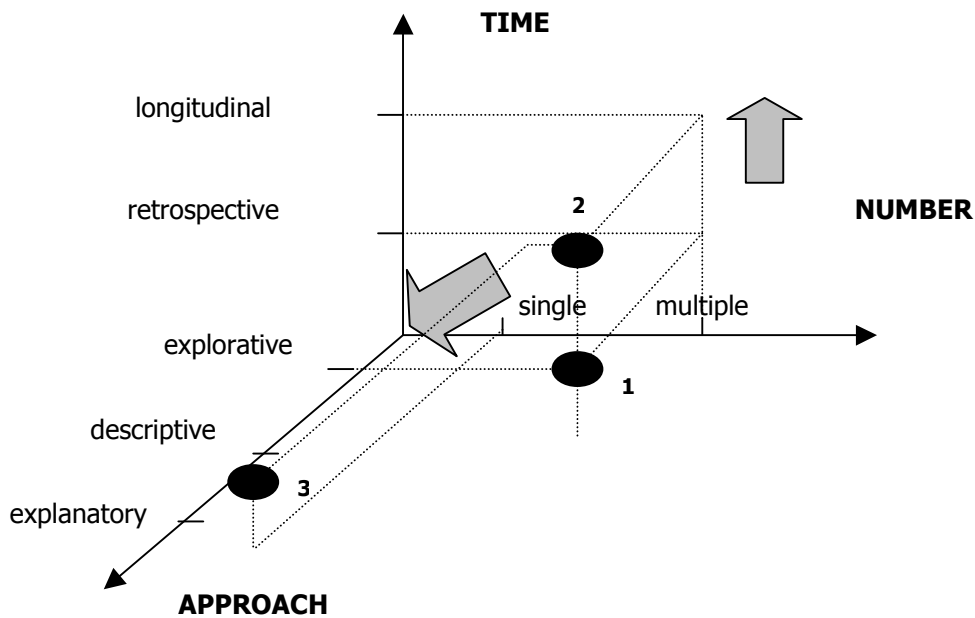 TIME
longitudinal
retrospective
2
NUMBER
single
multiple
explorative
1
descriptive
3
explanatory
APPROACH